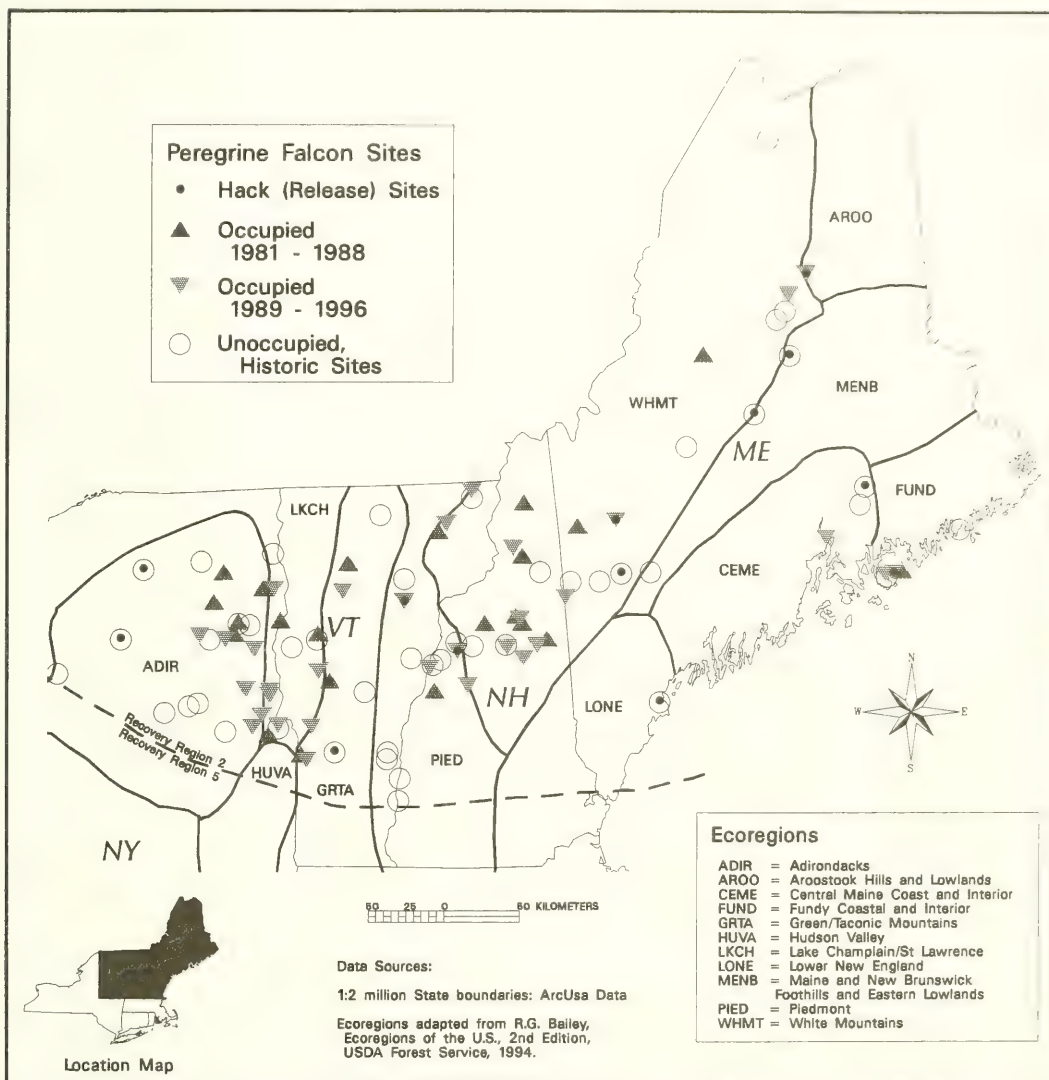 Peregrine Falcon Sites
Hack (Release) Sites
Occupied
1981 - 1988
Occupied
1989 - 1996
Unoccupied,
Historic Sites
AROO
WHMT
MENB
ME
FUND
LKCH
CEME
VT
ADIR
NH
LONE
Recovery Region 2
Recovery Region 5
HUVA
GRTA
PIED
NY
N
W
E
S
50 25 0 50 KILOMETERS
Data Sources:
1:2 million State boundaries: ArcUsa Data
Ecoregions adapted from R.G. Bailey,
Ecoregions of the U.S., 2nd Edition,
USDA Forest Service, 1994.
Location Map
Ecoregions
ADIR = Adirondacks
AROO = Aroostook Hills and Lowlands
CEME = Central Maine Coast and Interior
FUND = Fundy Coastal and Interior
GRTA = Green/Taconic Mountains
HUVA = Hudson Valley
LKCH = Lake Champlain/St Lawrence
LONE = Lower New England
MENB = Maine and New Brunswick
Foothills and Eastern Lowlands
PIED = Piedmont
WHMT = White Mountains